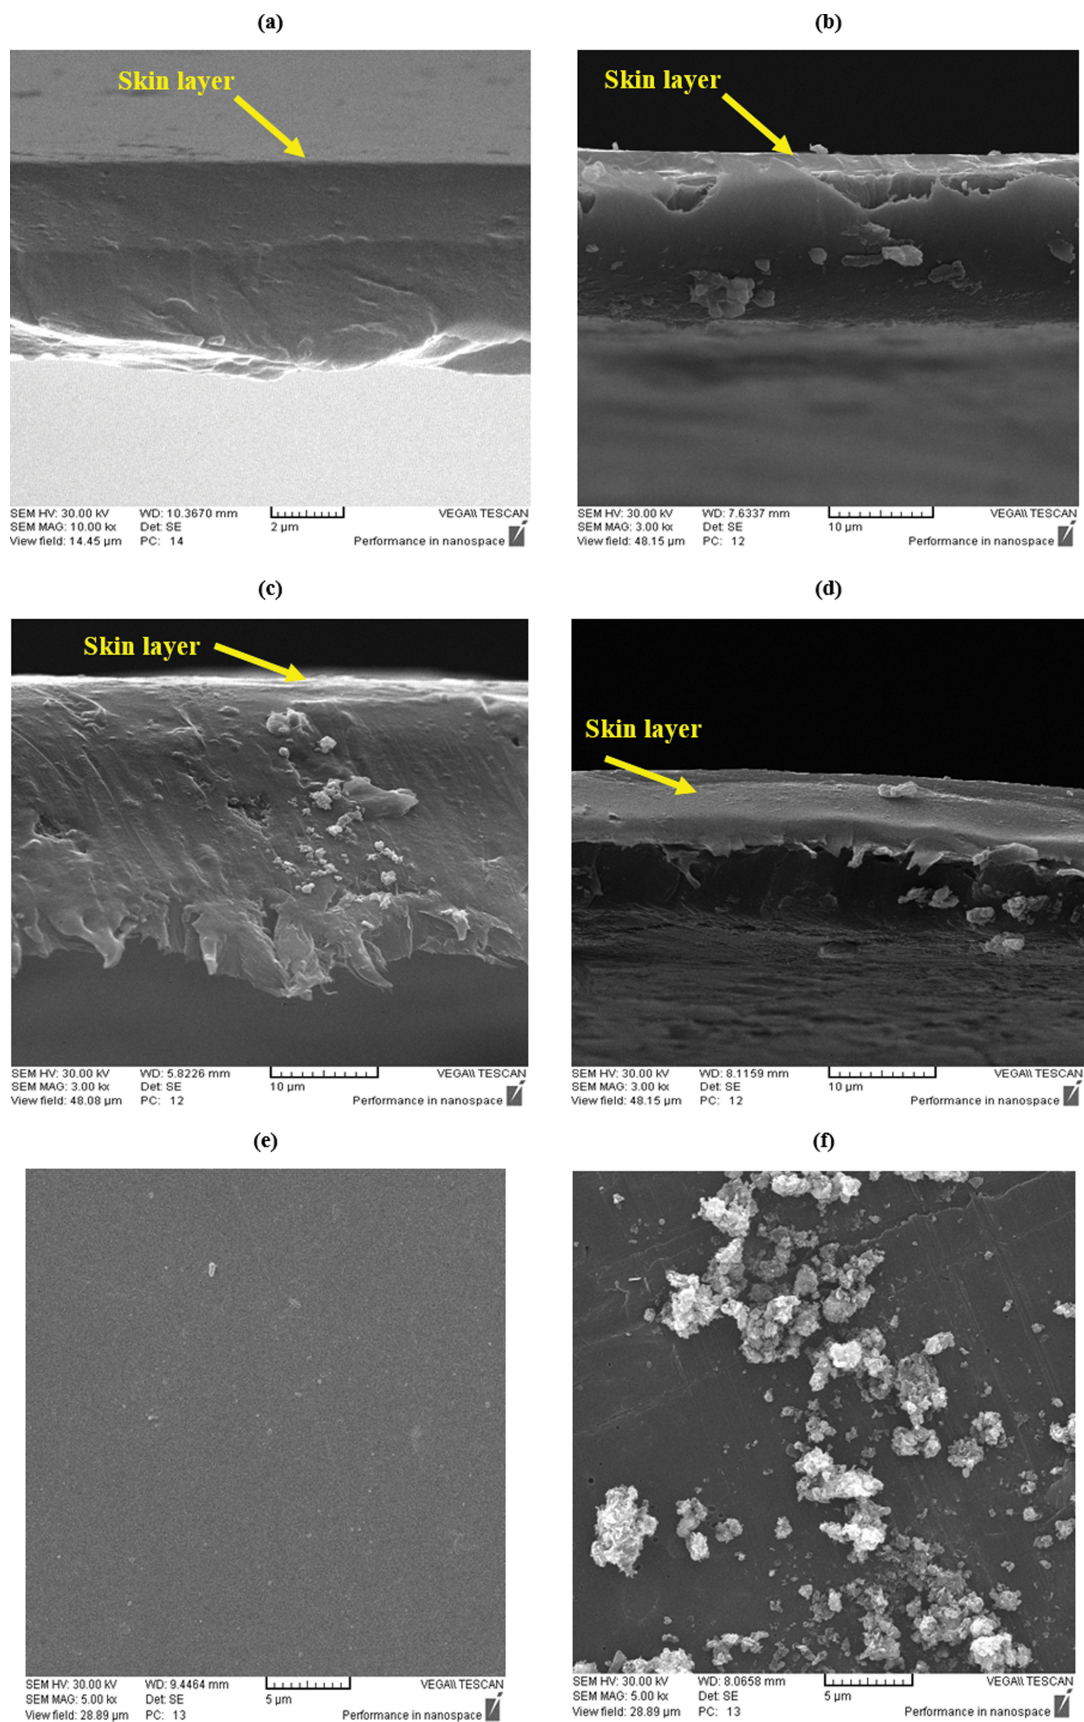 (a)
Skin layer
SEM HV: 30.00 kV WD: 10.3670 mm VEGA\\ TESCAN
SEM MAG: 10.00 kx Det: SE 2 µm
View field: 14.45 µm PC: 14 Performance in nanospace
(b)
Skin layer
SEM HV: 30.00 kV WD: 7.6337 mm VEGA\\ TESCAN
SEM MAG: 3.00 kx Det: SE 10 µm
View field: 48.15 µm PC: 12 Performance in nanospace
(c)
Skin layer
SEM HV: 30.00 kV WD: 5.8226 mm VEGA\\ TESCAN
SEM MAG: 3.00 kx Det: SE 10 µm
View field: 48.08 µm PC: 12 Performance in nanospace
(d)
Skin layer
SEM HV: 30.00 kV WD: 8.1159 mm VEGA\\ TESCAN
SEM MAG: 3.00 kx Det: SE 10 µm
View field: 48.15 µm PC: 12 Performance in nanospace
(e)
SEM HV: 30.00 kV WD: 9.4464 mm VEGA\\ TESCAN
SEM MAG: 5.00 kx Det: SE 5 µm
View field: 28.89 µm PC: 13 Performance in nanospace
(f)
SEM HV: 30.00 kV WD: 8.0658 mm VEGA\\ TESCAN
SEM MAG: 5.00 kx Det: SE 5 µm
View field: 28.89 µm PC: 13 Performance in nanospace